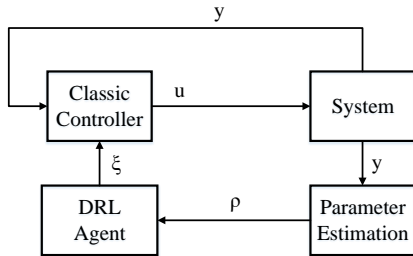 y
Classic
Controller
u
System
ξ
y
DRL
Agent
ρ
Parameter
Estimation